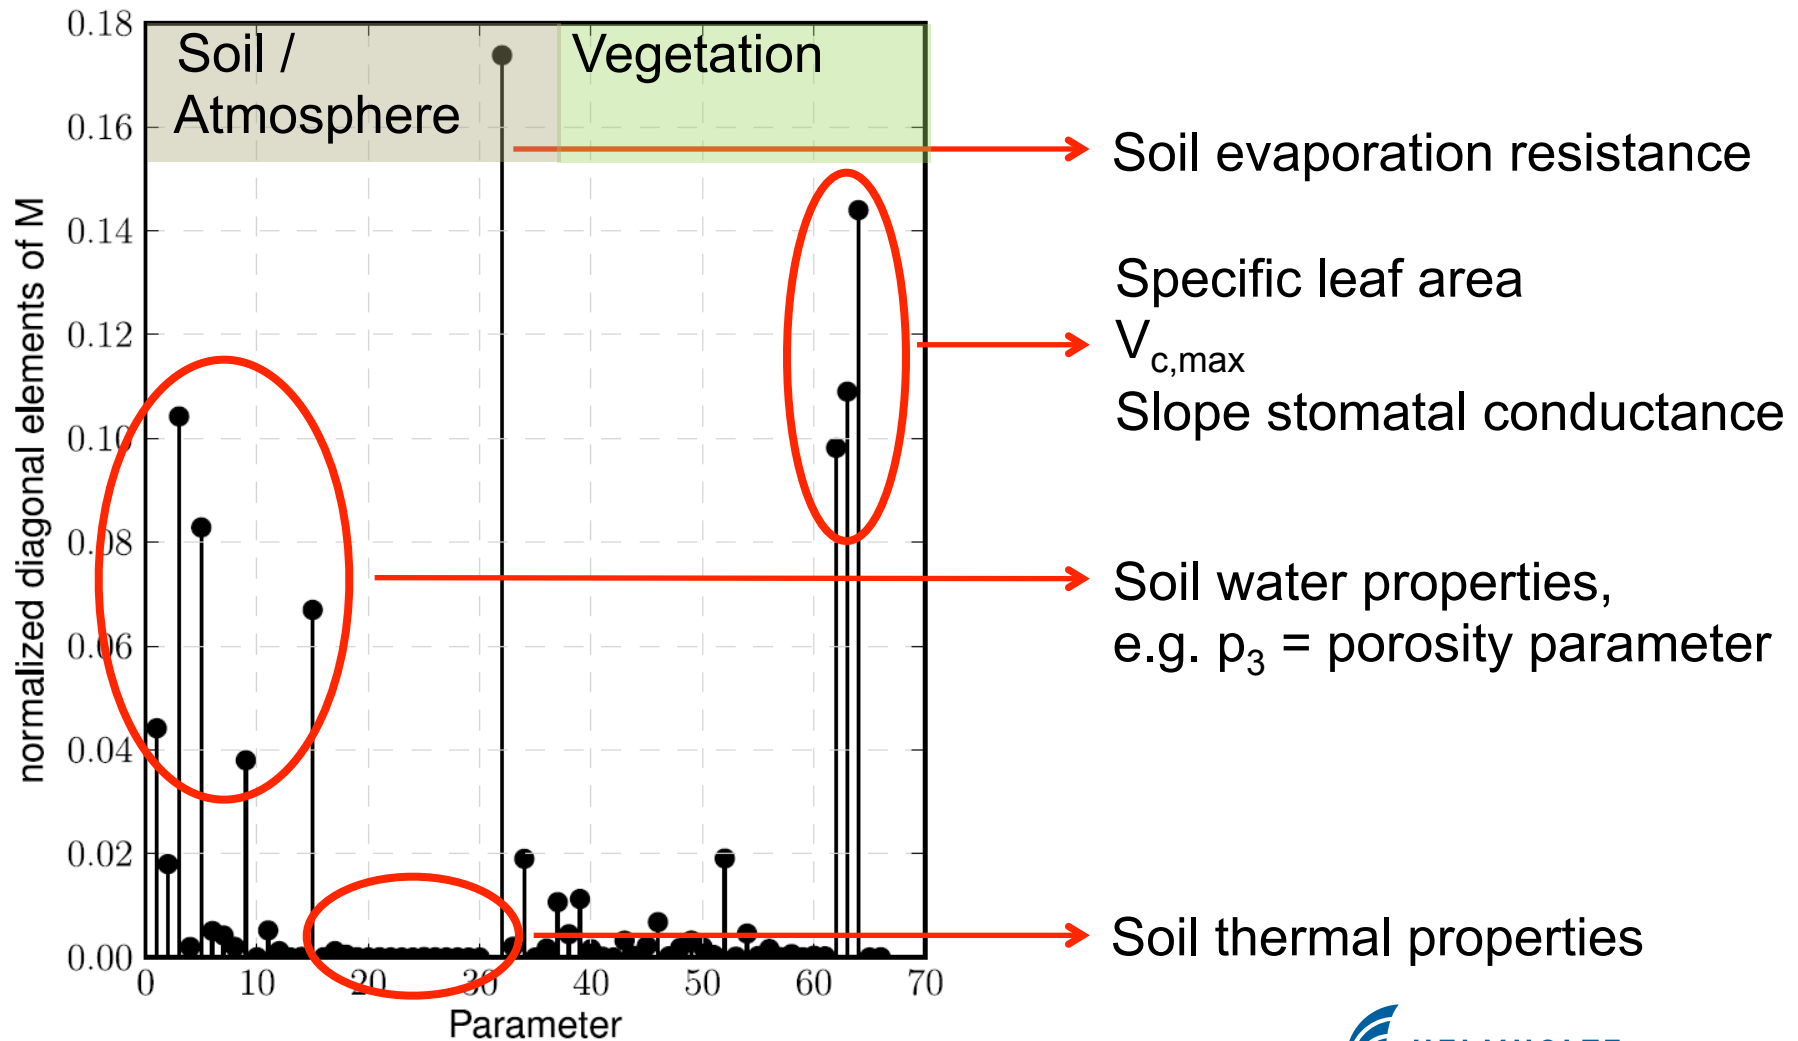 Soil /
Atmosphere
Vegetation
normalized diagonal elements of M
0.18
0.16
0.14
0.12
0.10
0.08
0.06
0.04
0.02
0.00
0 10 20 30 40 50 60 70
Parameter
Soil evaporation resistance
Specific leaf area
Vc,max
Slope stomatal conductance
Soil water properties,
e.g. p3 = porosity parameter
Soil thermal properties